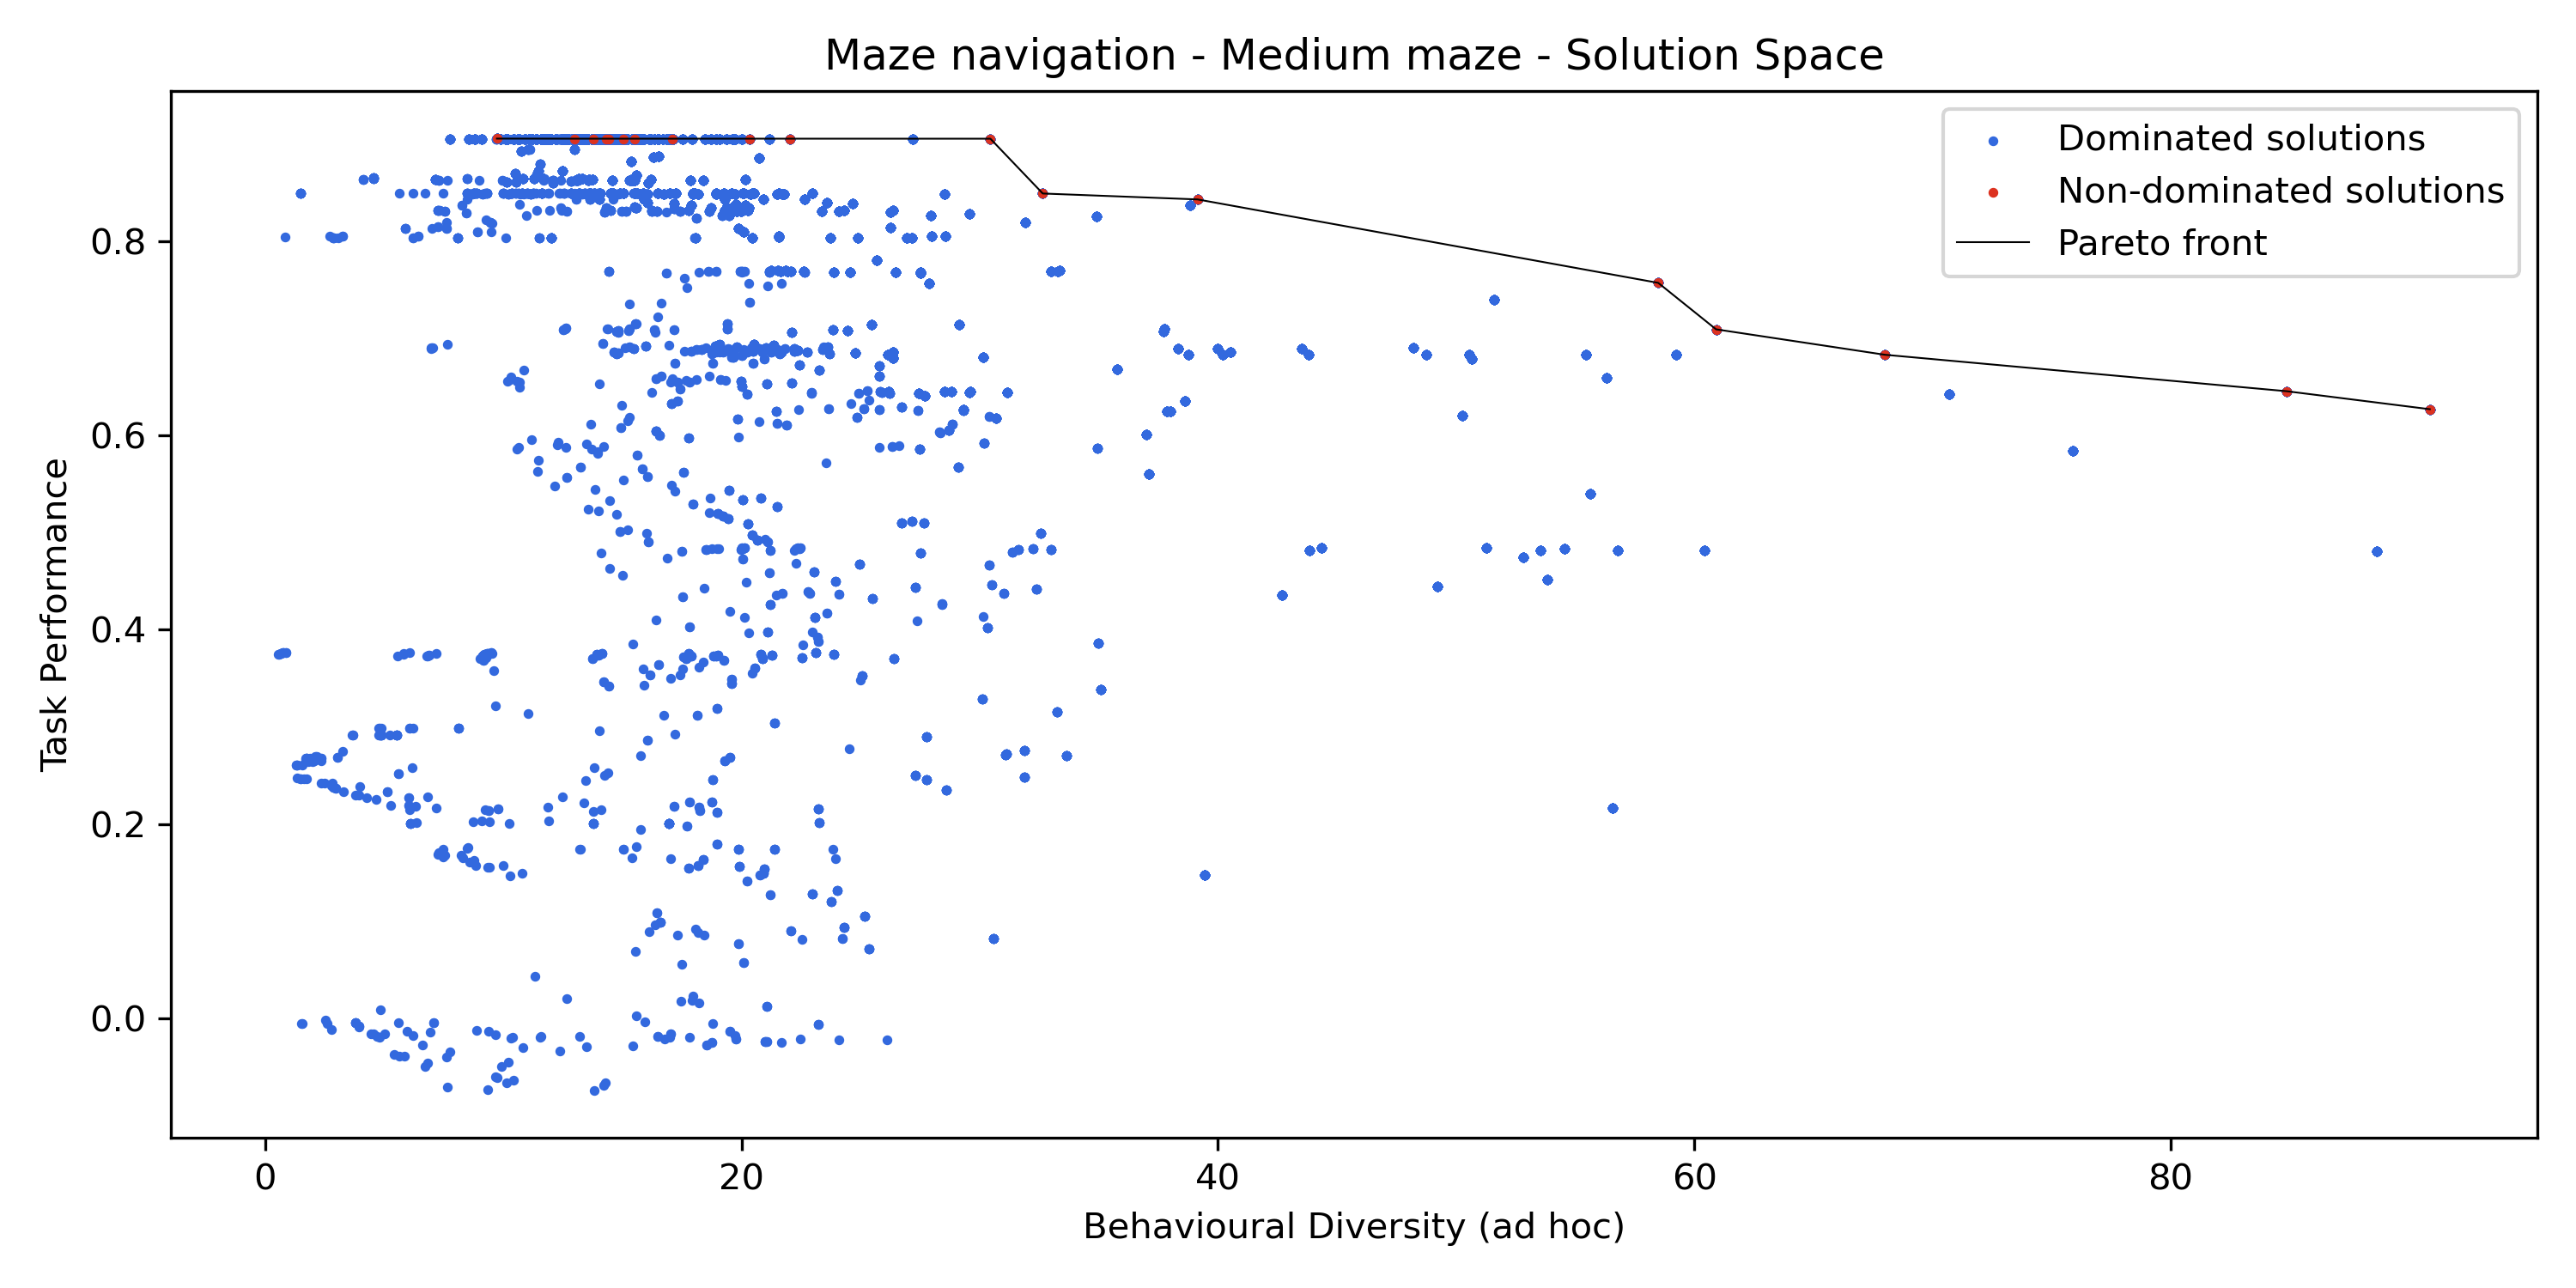 Maze navigation - Medium maze - Solution Space
Dominated solutions
Non-dominated solutions
Pareto front
Task Performance
0.8
0.6
0.4
0.2
0.0
0 20 40 60 80
Behavioural Diversity (ad hoc)